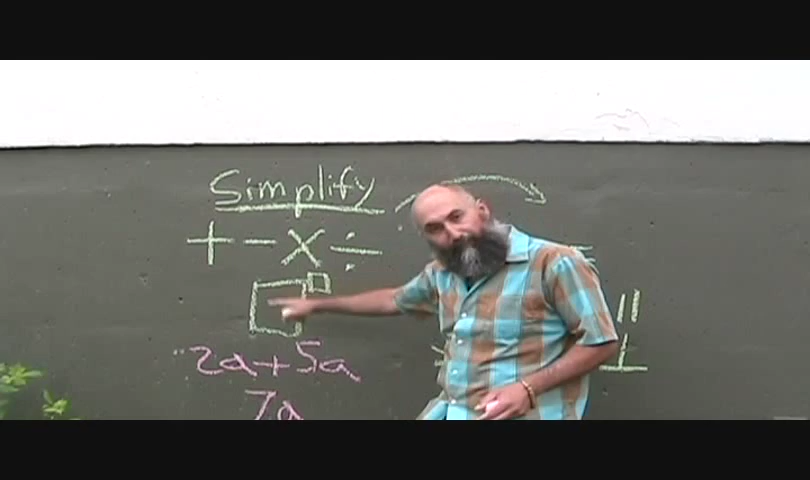 Simplify
+ - x ÷
2a+5a
7a